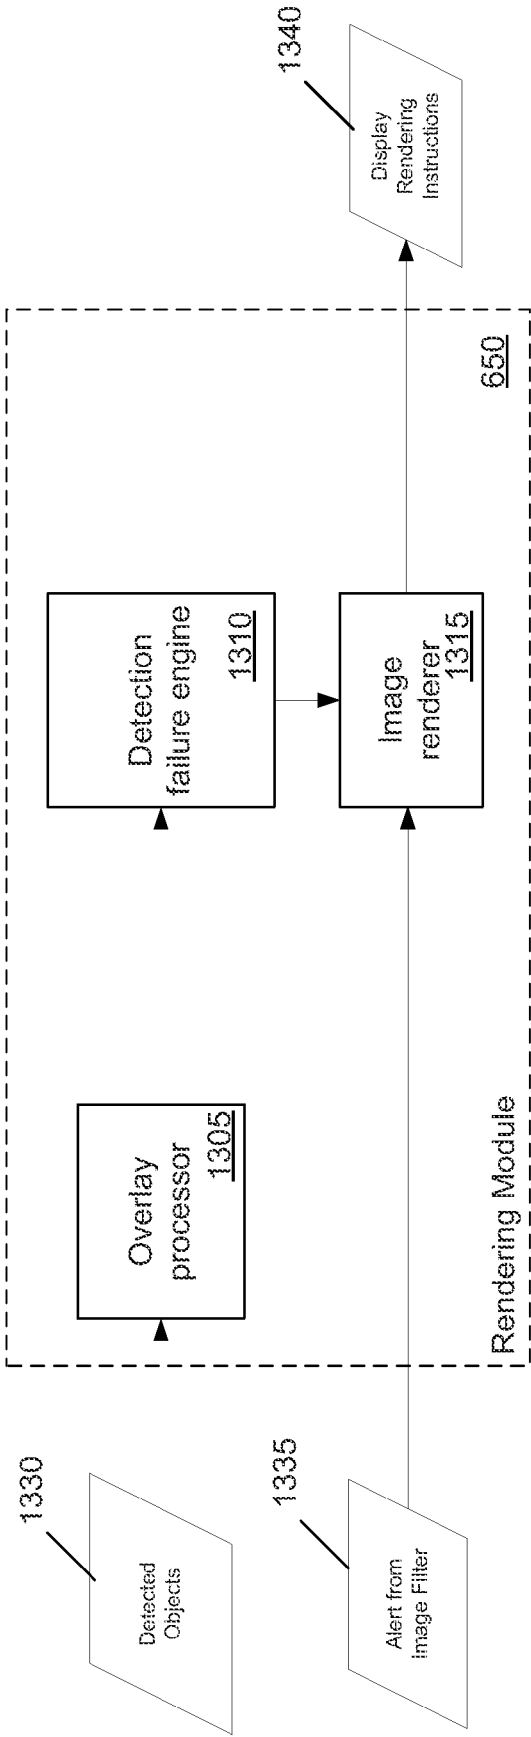 1330
Detected
Objects
1335
Alert from
Image Filter
Overlay
processor
1305
Detection
failure engine
1310
Image
renderer
1315
Rendering Module
650
1340
Display
Rendering
Instructions